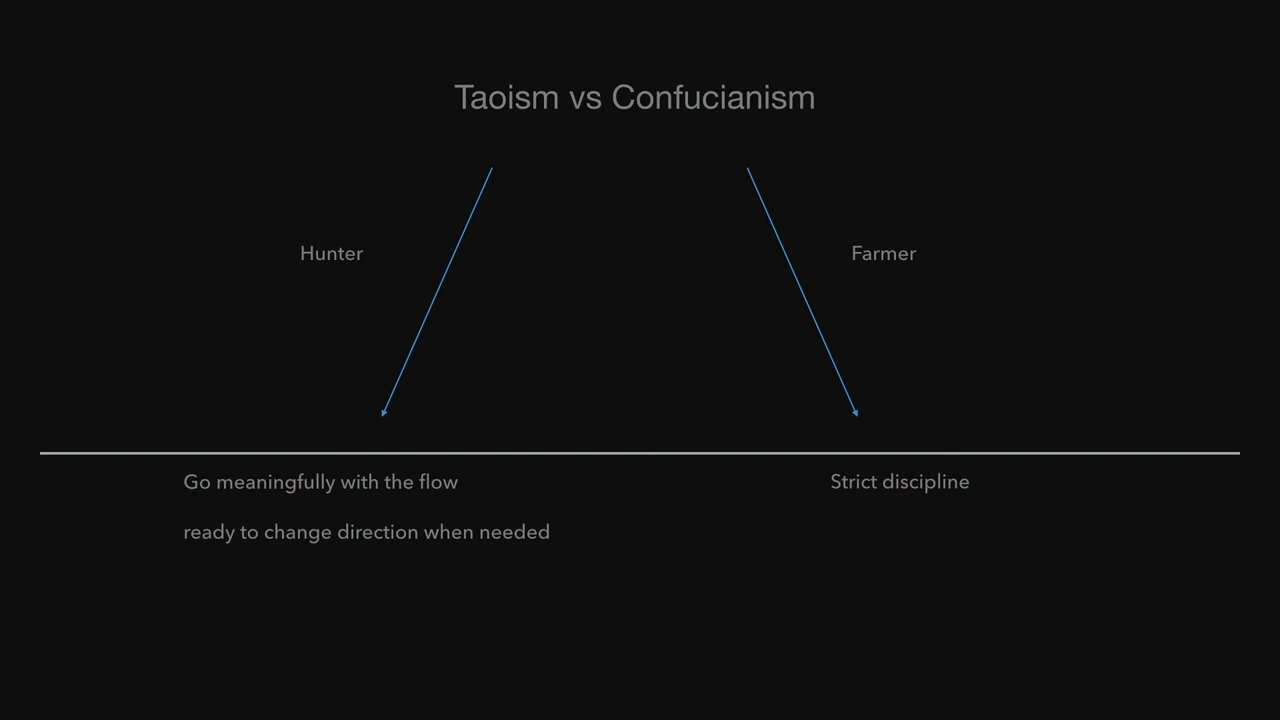 Taoism vs Confucianism
Hunter
Farmer
Go meaningfully with the flow
Strict discipline
ready to change direction when needed